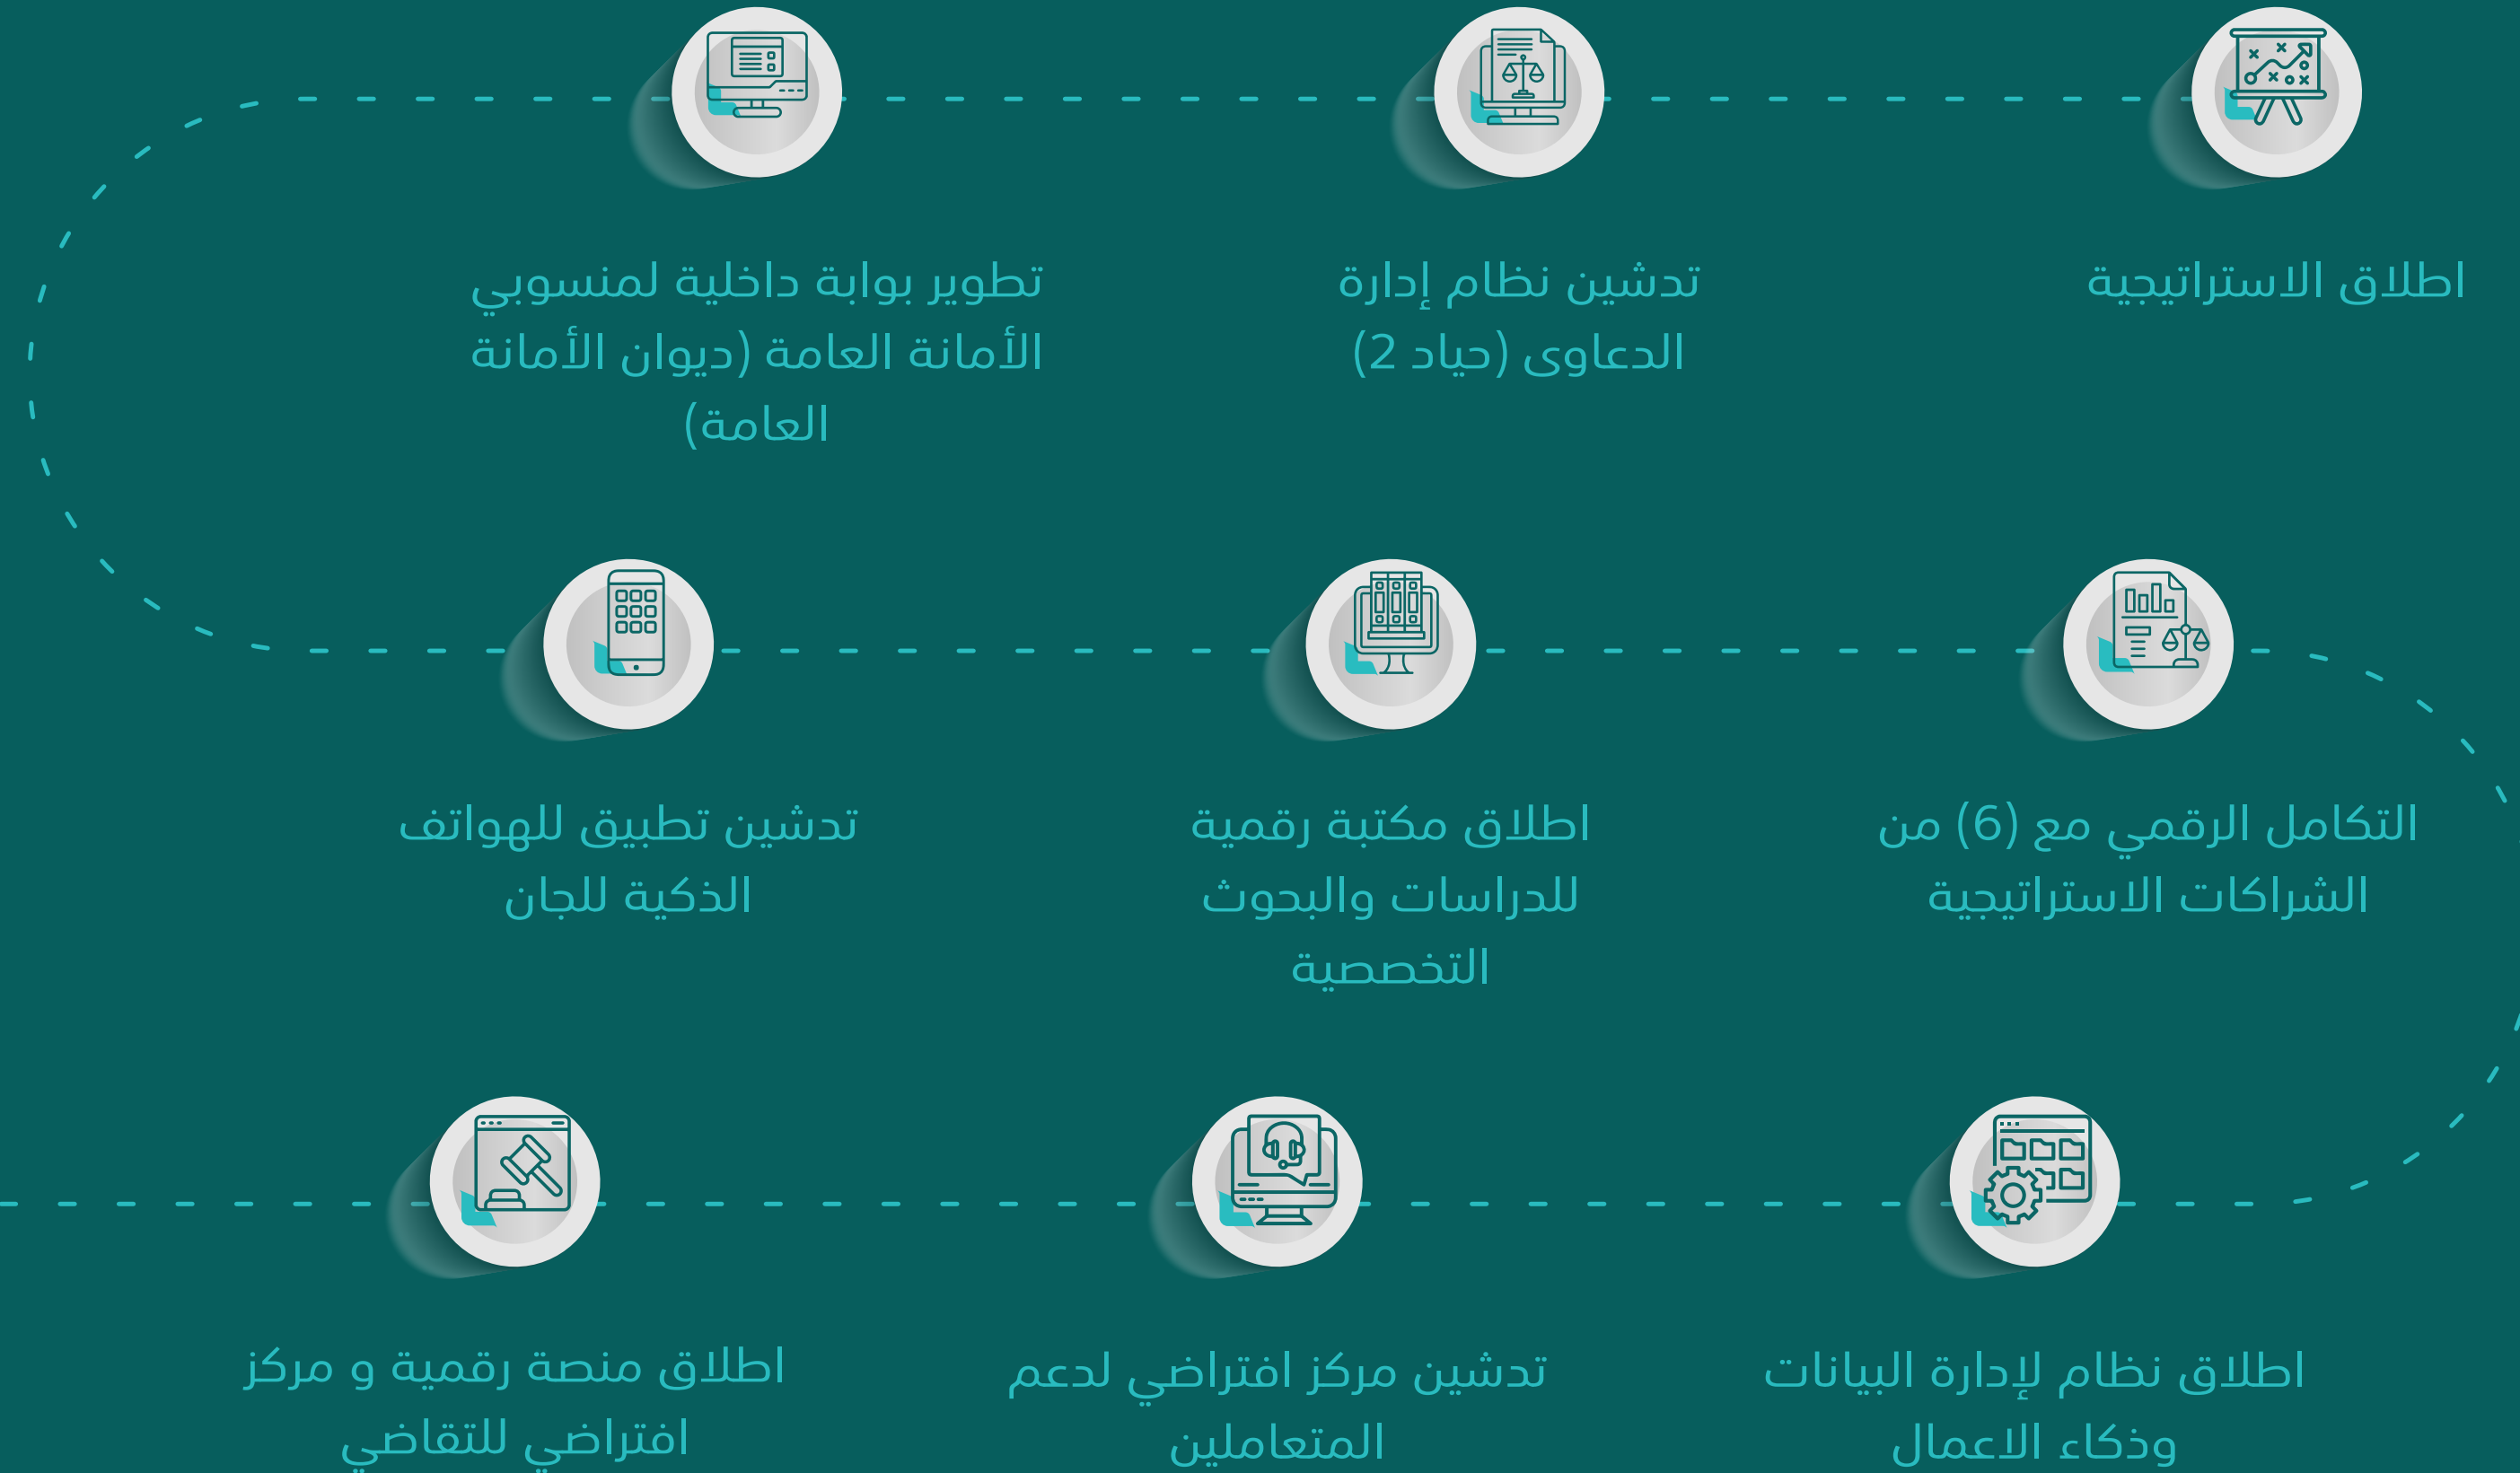 اطلاق الاستراتيجية
تدشين نظام إدارة
الدعاوى (حياد 2)
تطوير بوابة داخلية لمنسوبي
الأمانة العامة (ديوان الأمانة
العامة)
التكامل الرقمي مع (6) من
الشراكات الاستراتيجية
اطلاق مكتبة رقمية
للدراسات والبحوث
التخصصية
تدشين تطبيق للهواتف
الذكية للجان
اطلاق نظام لإدارة البيانات
وذكاء الاعمال
تدشين مركز افتراضي لدعم
المتعاملين
اطلاق منصة رقمية و مركز
افتراضي للتقاضي